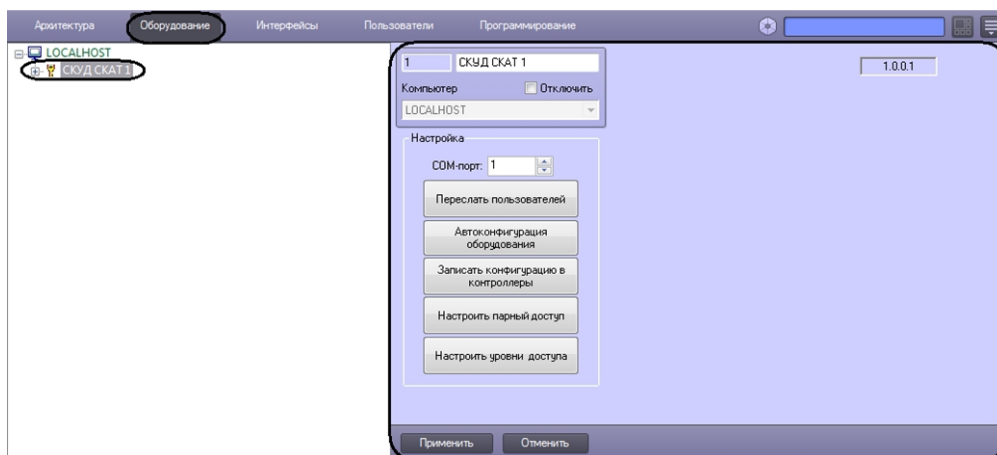 Архитектура Оборудование Интерфейсы Пользователи Программирование
LOCALHOST
СКУД СКАТ 1
1 СКУД СКАТ 1
1.0.0.1
Компьютер Отключить
LOCALHOST
Настройка
COM-порт: 1
Переслать пользователей
Автоконфигурация
оборудования
Записать конфигурацию в
контроллеры
Настроить парный доступ
Настроить уровни доступа
Применить Отменить